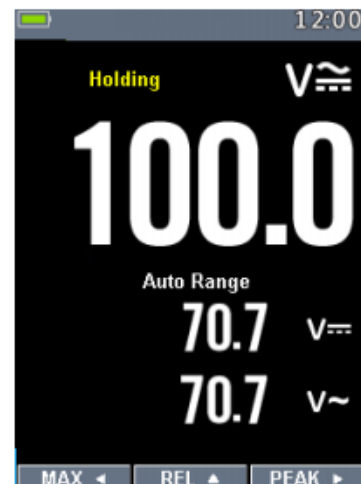 12:00
Holding V≂
100.0
Auto Range
70.7 V⎓
70.7 V~
MAX ◄ REL ▲ PEAK ►